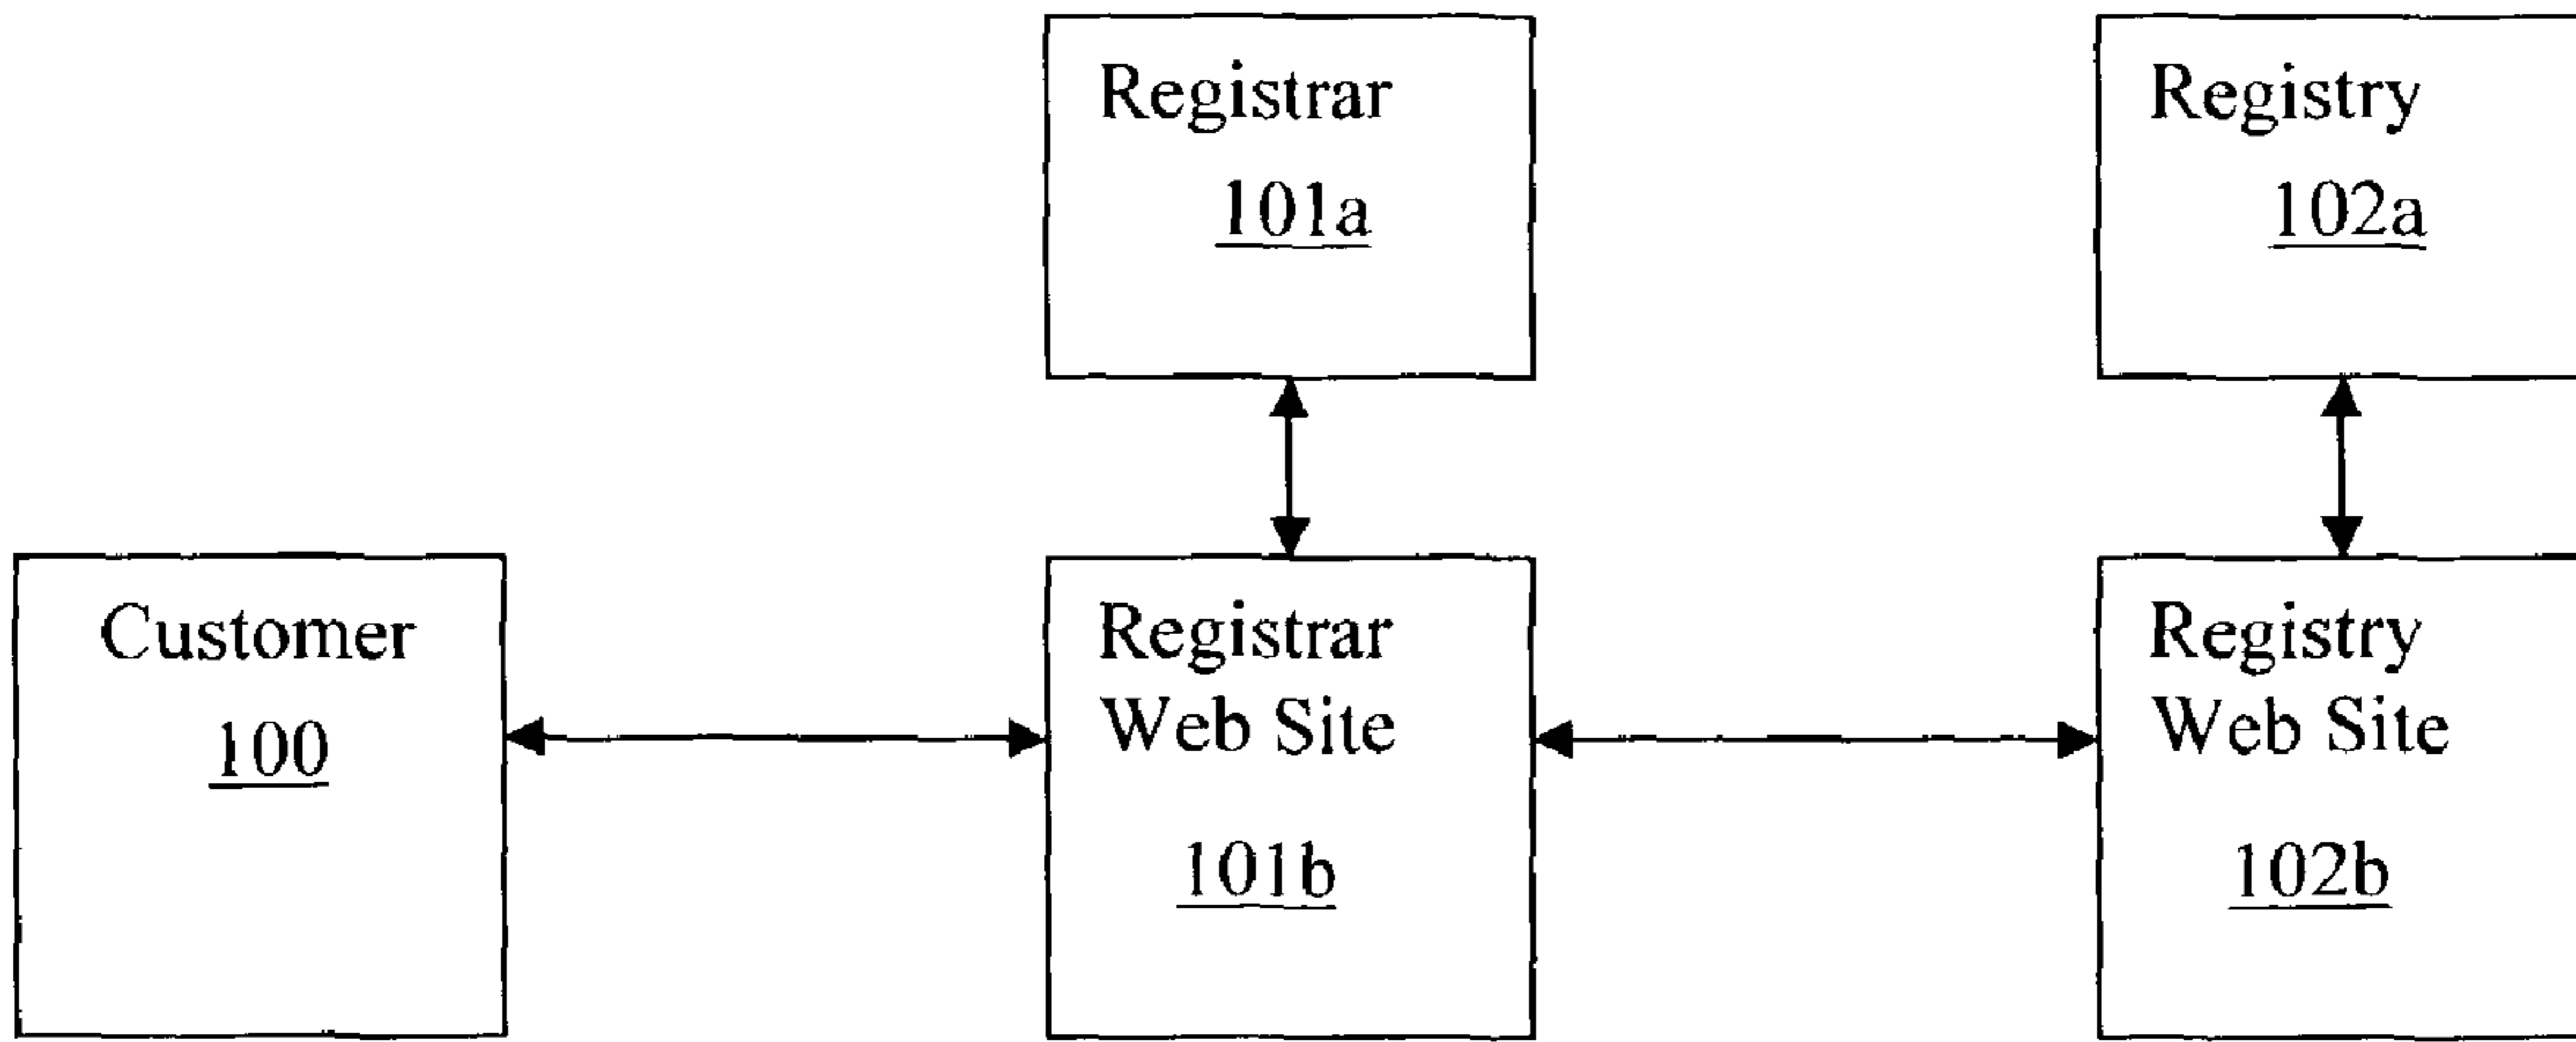 Registrar
101a
Registry
102a
Customer
100
Registrar
Web Site
101b
Registry
Web Site
102b